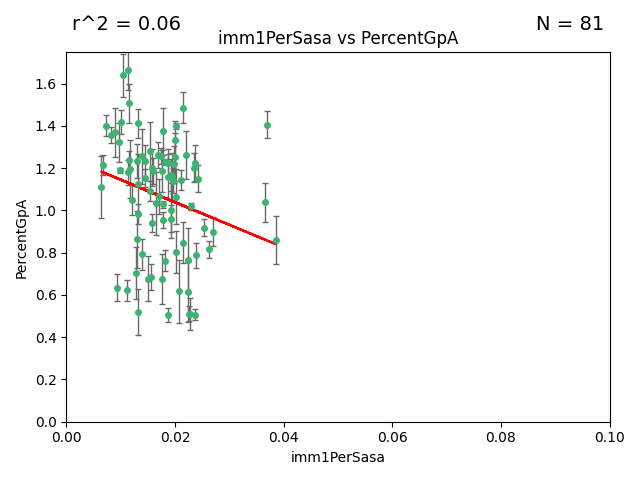 r^2 = 0.06
N = 81
imm1PerSasa vs PercentGpA
PercentGpA
1.6
1.4
1.2
1.0
0.8
0.6
0.4
0.2
0.0
0.00 0.02 0.04 0.06 0.08 0.10
imm1PerSasa